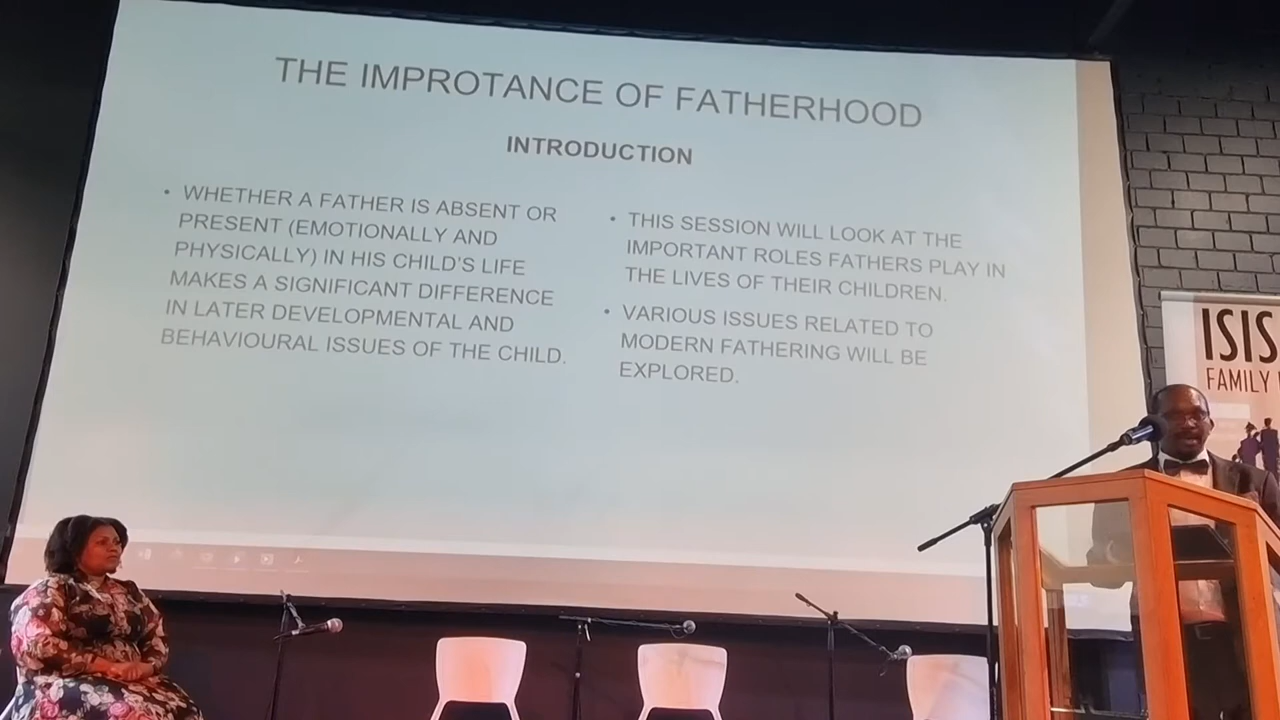 THE IMPROTANCE OF FATHERHOOD
INTRODUCTION
• WHETHER A FATHER IS ABSENT OR
PRESENT (EMOTIONALLY AND
PHYSICALLY) IN HIS CHILD'S LIFE
MAKES A SIGNIFICANT DIFFERENCE
IN LATER DEVELOPMENTAL AND
BEHAVIOURAL ISSUES OF THE CHILD.
• THIS SESSION WILL LOOK AT THE
IMPORTANT ROLES FATHERS PLAY IN
THE LIVES OF THEIR CHILDREN.
• VARIOUS ISSUES RELATED TO
MODERN FATHERING WILL BE
EXPLORED.
ISIS
FAMILY